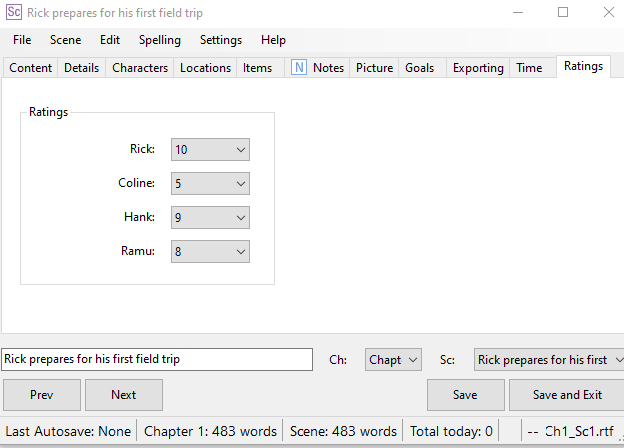 Sc Rick prepares for his first field trip
File Scene Edit Spelling Settings Help
Content Details Characters Locations Items N Notes Picture Goals Exporting Time Ratings
Ratings
Rick: 10
Coline: 5
Hank: 9
Ramu: 8
Rick prepares for his first field trip Ch: Chapt Sc: Rick prepares for his first
Prev Next Save Save and Exit
Last Autosave: None Chapter 1: 483 words Scene: 483 words Total today: 0 -- Ch1_Sc1.rtf